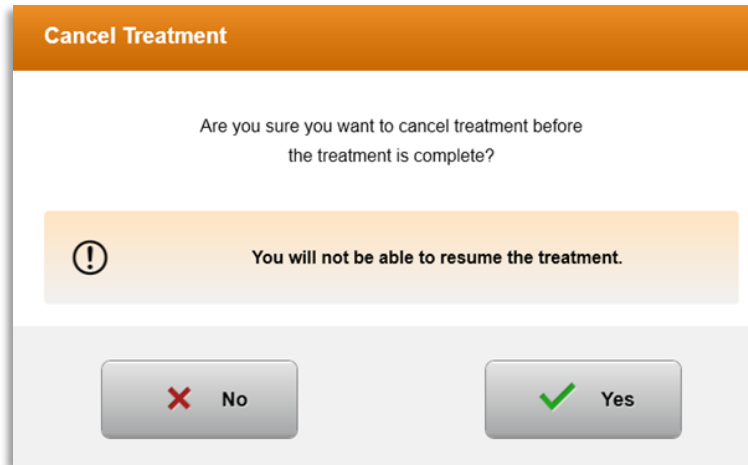 Cancel Treatment
Are you sure you want to cancel treatment before
the treatment is complete?
You will not be able to resume the treatment.
No
Yes